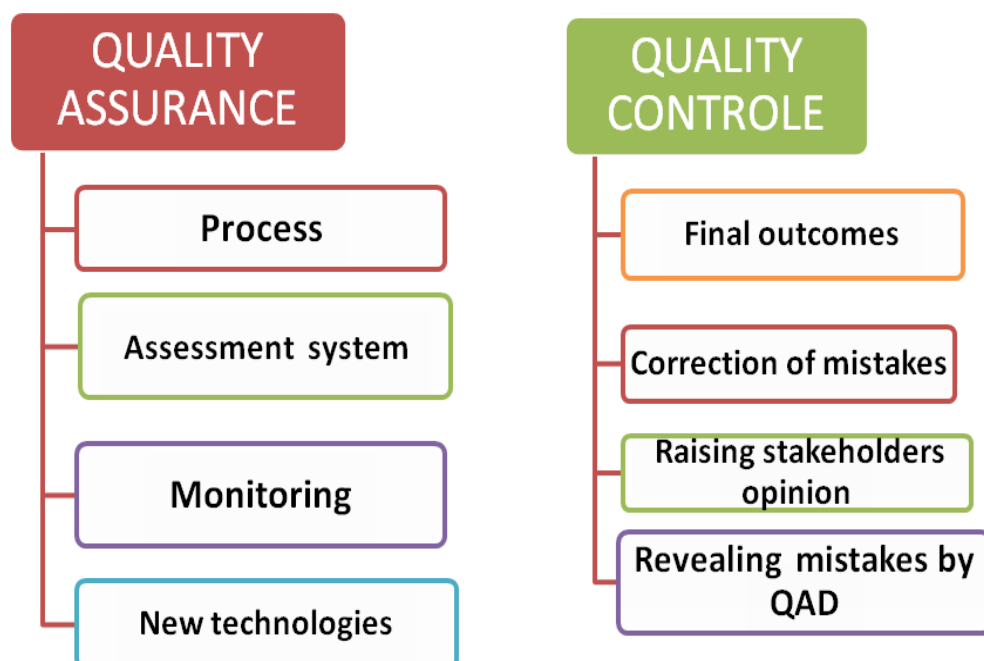 QUALITY
ASSURANCE
Process
Assessment system
Monitoring
New technologies
QUALITY
CONTROLE
Final outcomes
Correction of mistakes
Raising stakeholders
opinion
Revealing mistakes by
QAD